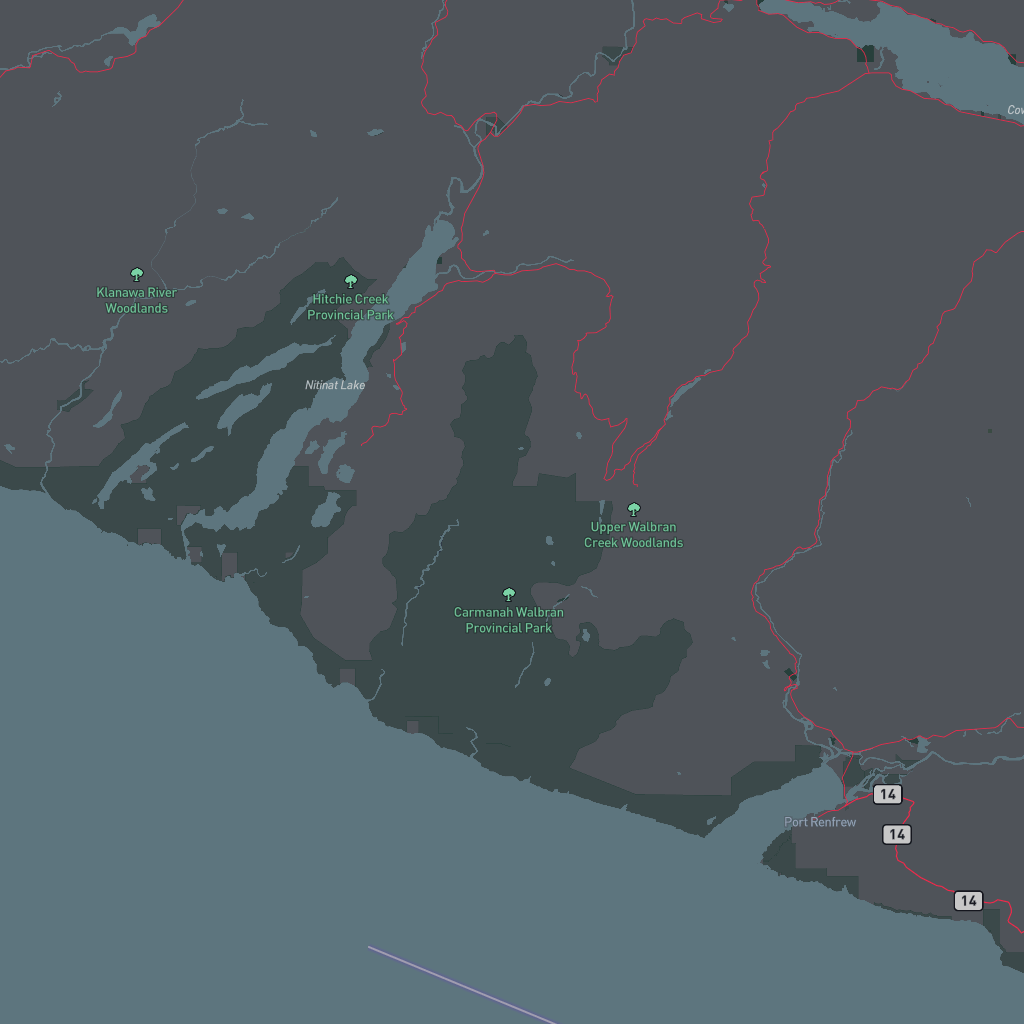 Cov
Klanawa River
Woodlands
Hitchie Creek
Provincial Park
Nitinat Lake
Upper Walbran
Creek Woodlands
Carmanah Walbran
Provincial Park
14
Port Renfrew
14
14